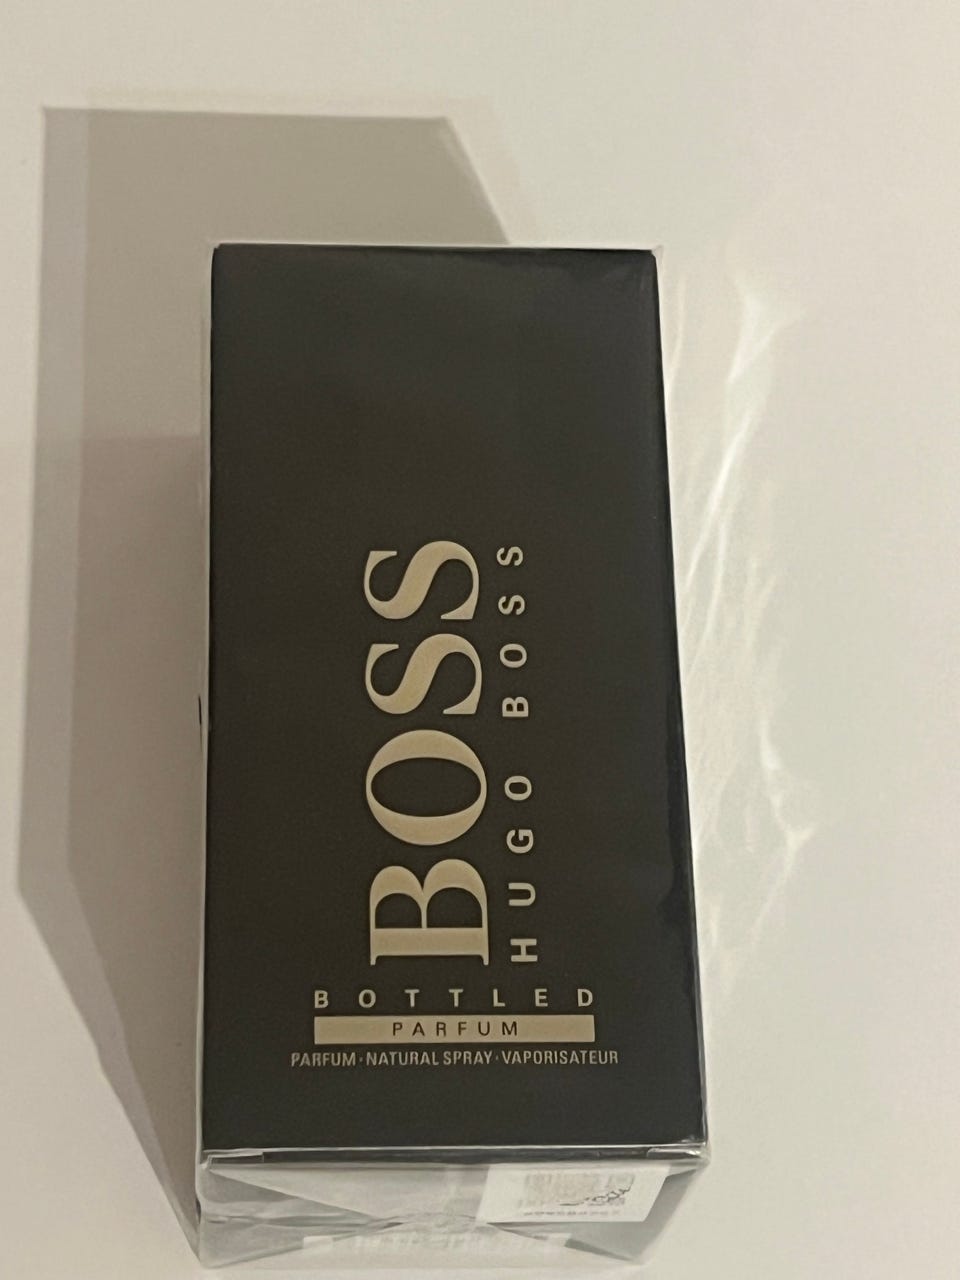 BOSS
HUGO BOSS
BOTTLED
PARFUM
PARFUM·NATURAL SPRAY·VAPORISATEUR